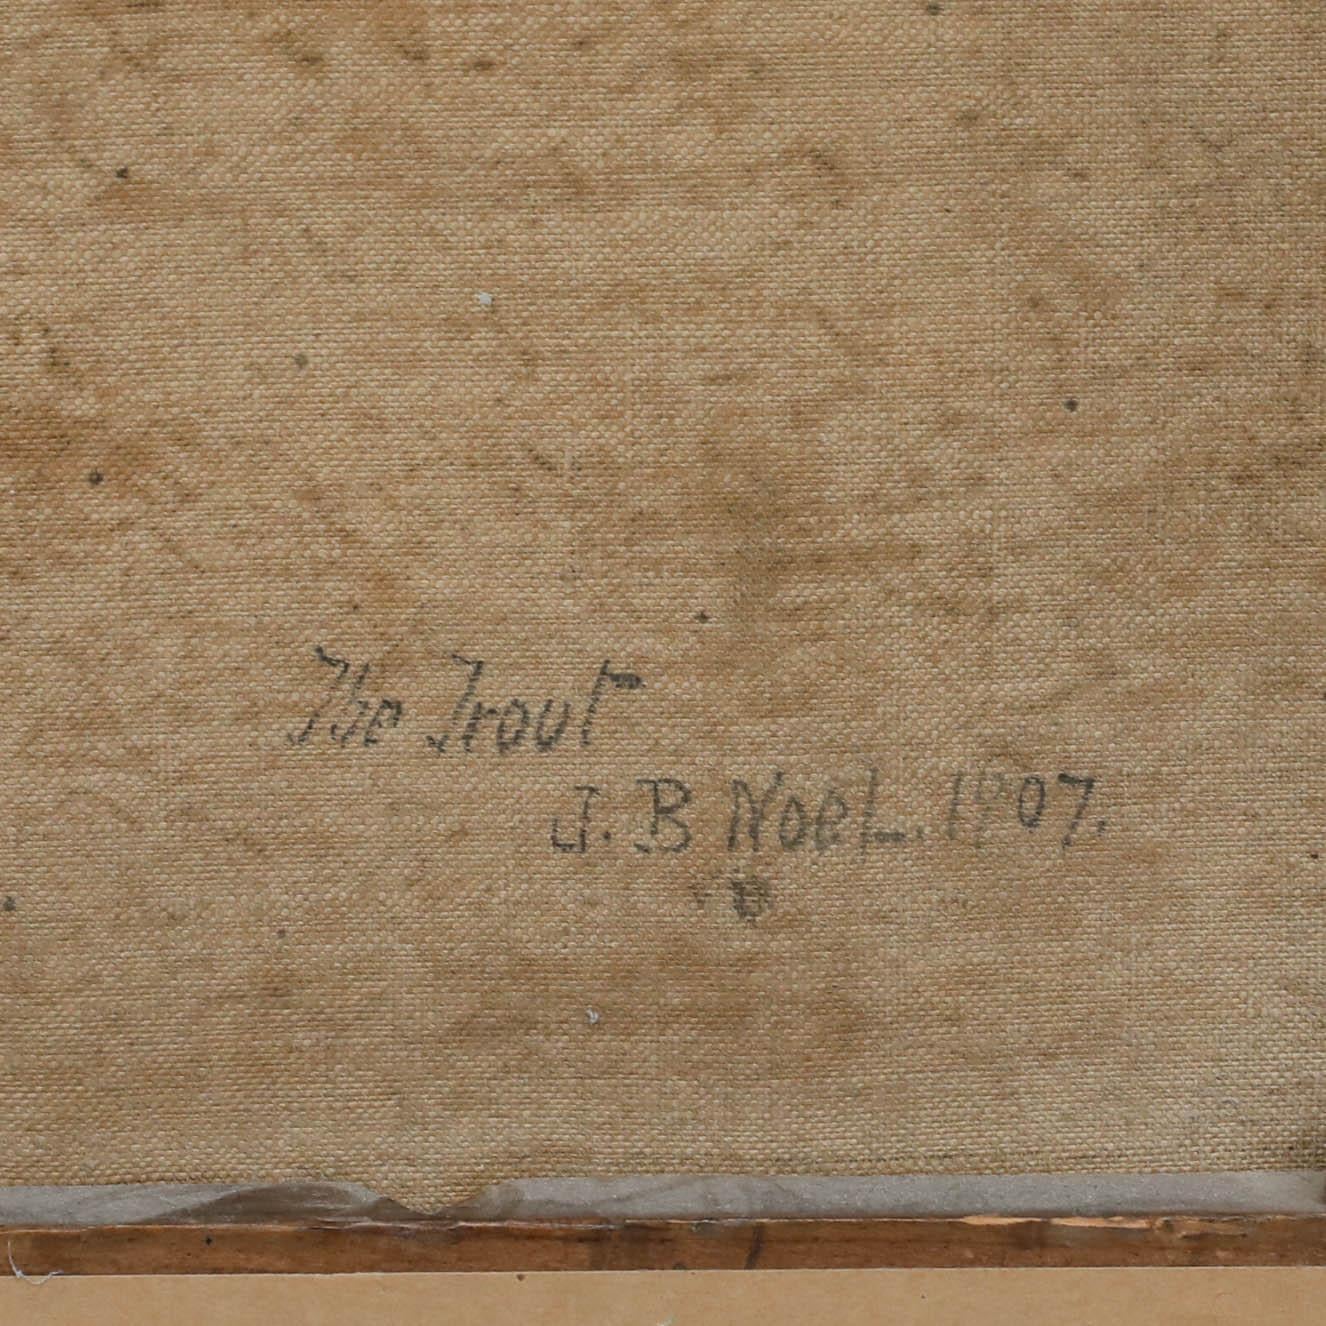 The Trout
J. B Noel. 1907.